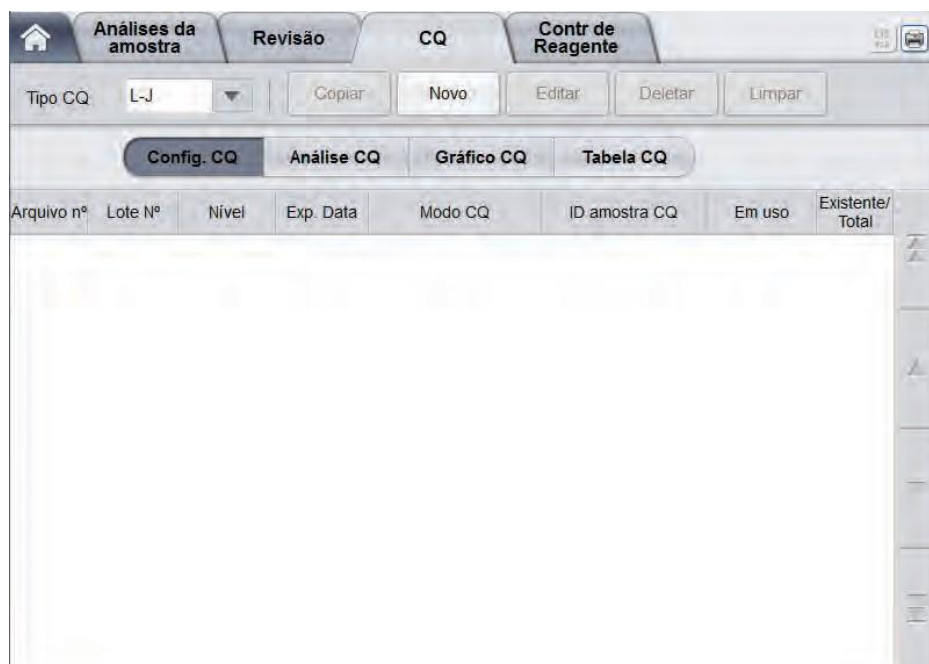 Análises da amostra Revisão CQ Contr de Reagente
Tipo CQ L-J Copiar Novo Editar Deletar Limpar
Config. CQ Análise CQ Gráfico CQ Tabela CQ
Arquivo nº Lote Nº Nível Exp. Data Modo CQ ID amostra CQ Em uso Existente/ Total